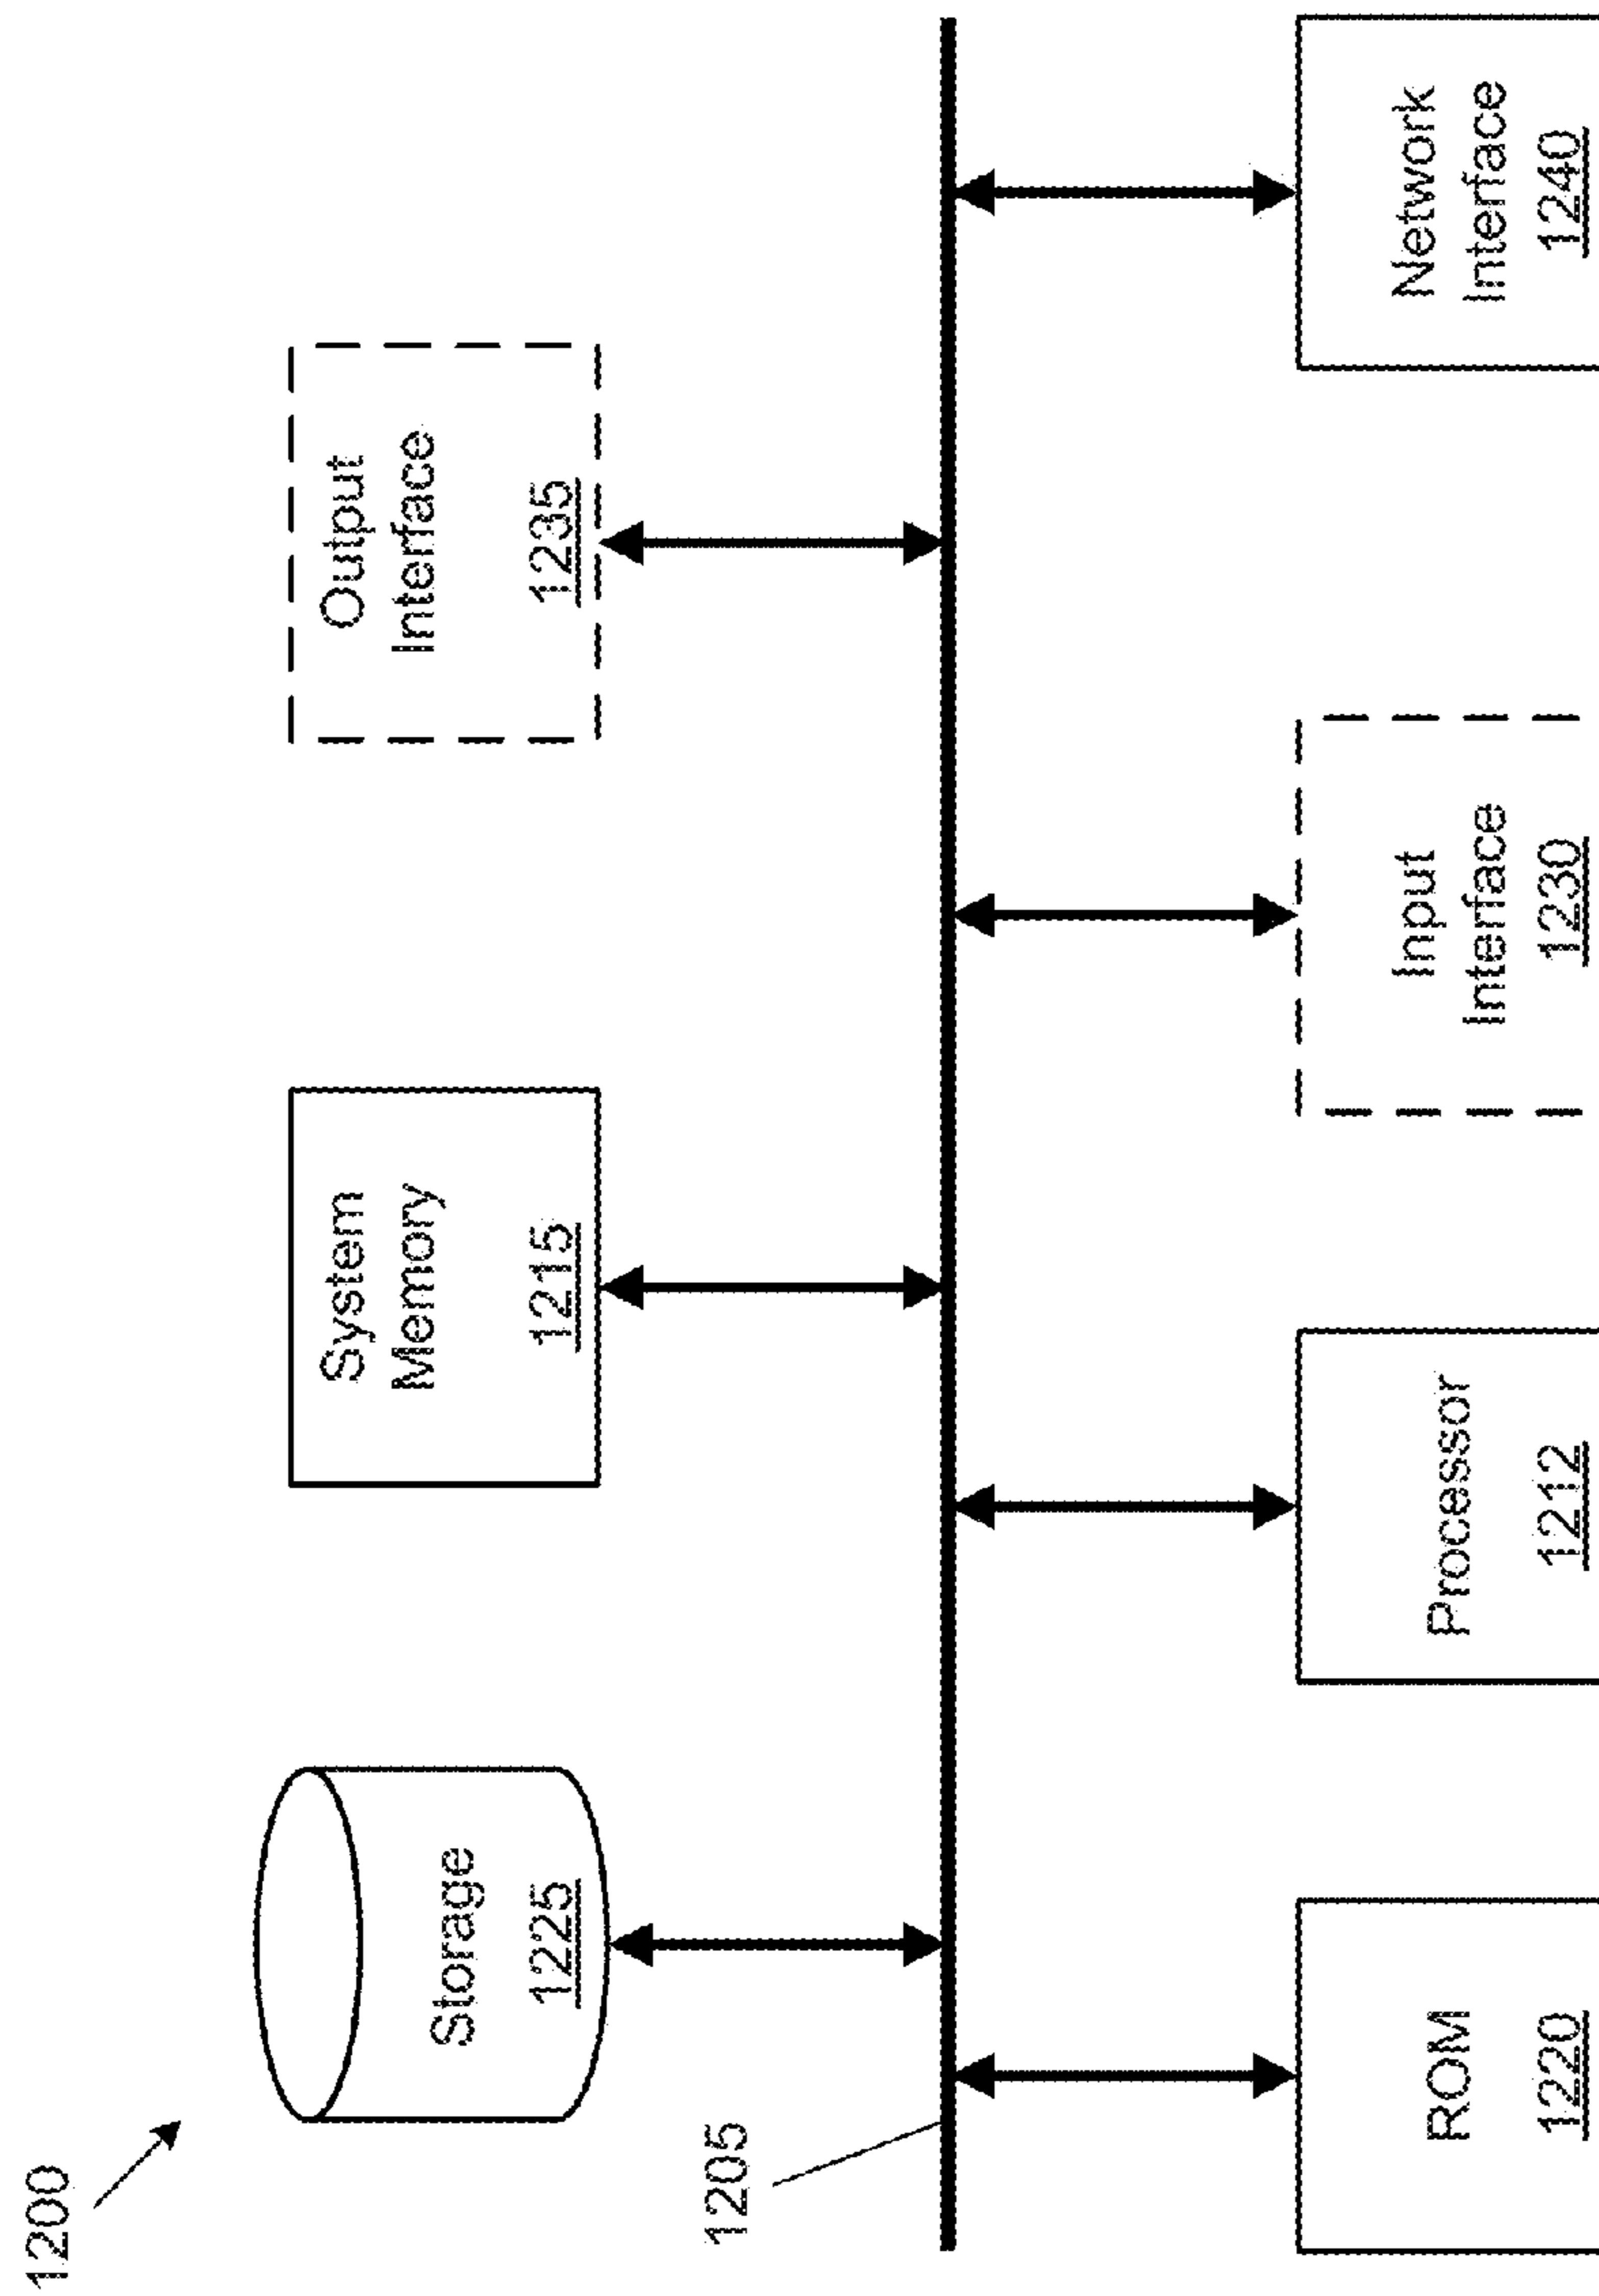 1200
Storage
1225
System
Memory
1215
Output
Interface
1235
1205
ROM
1220
Processor
1212
Input
Interface
1230
Network
Interface
1240